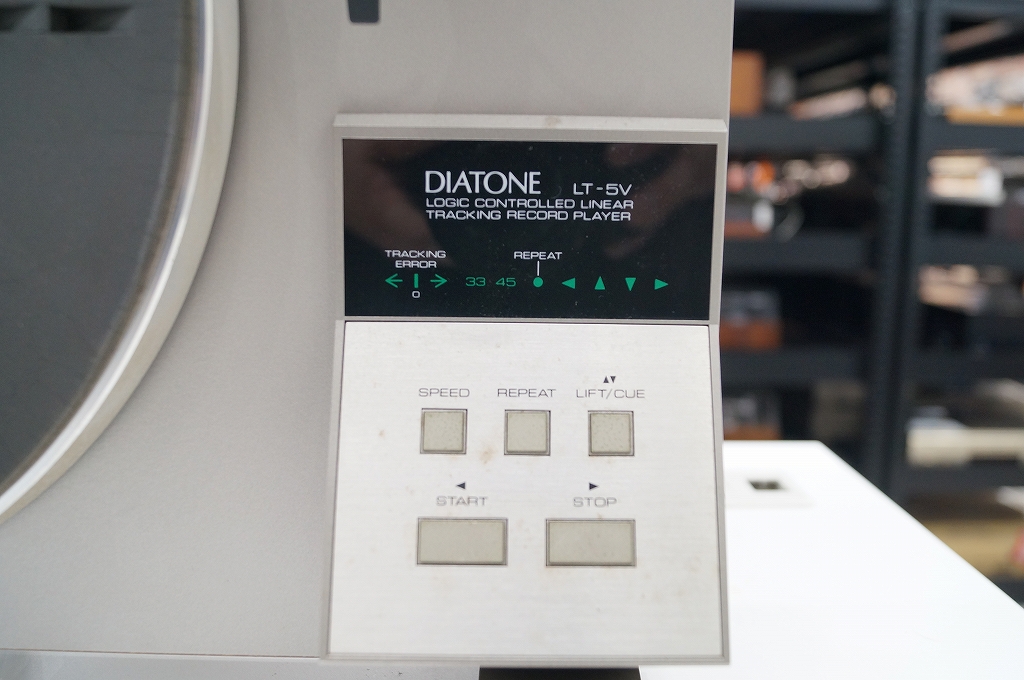 DIATONE LT-5V
LOGIC CONTROLLED LINEAR
TRACKING RECORD PLAYER
TRACKING
ERROR
REPEAT
33 45
0
SPEED REPEAT LIFT/CUE
START STOP